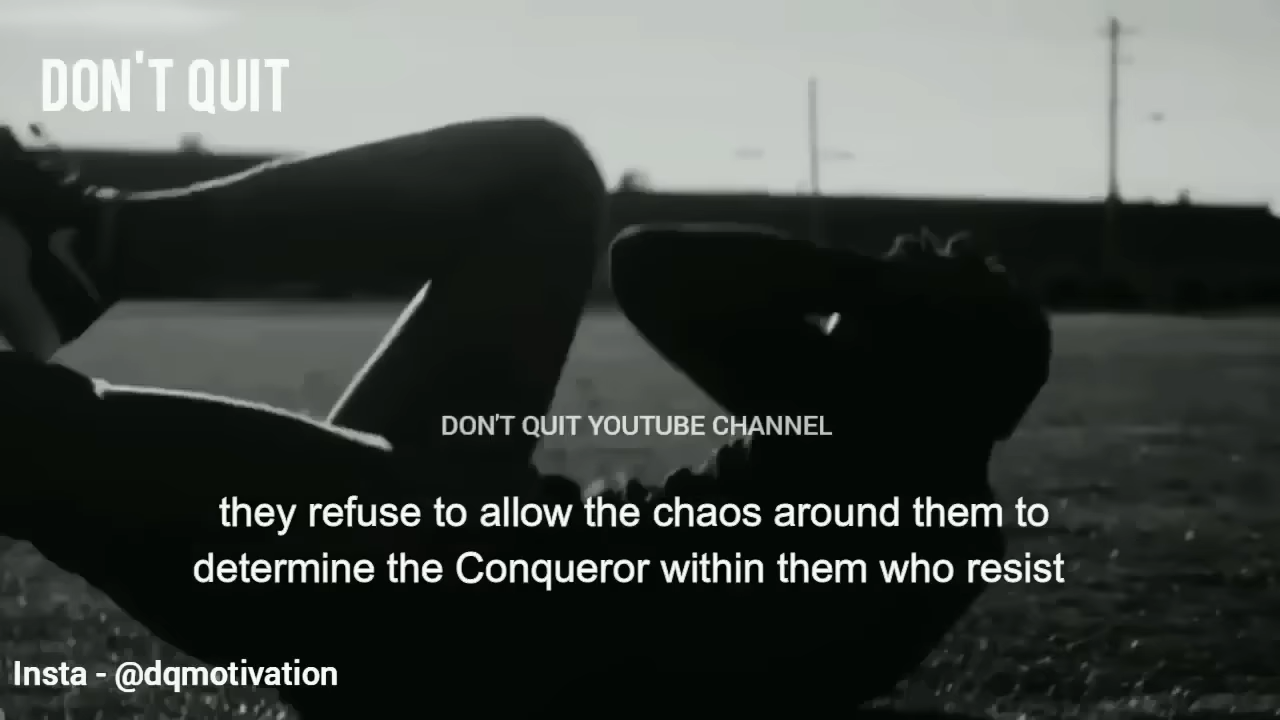 DON'T QUIT
DON'T QUIT YOUTUBE CHANNEL
they refuse to allow the chaos around them to
determine the Conqueror within them who resist
Insta - @dqmotivation